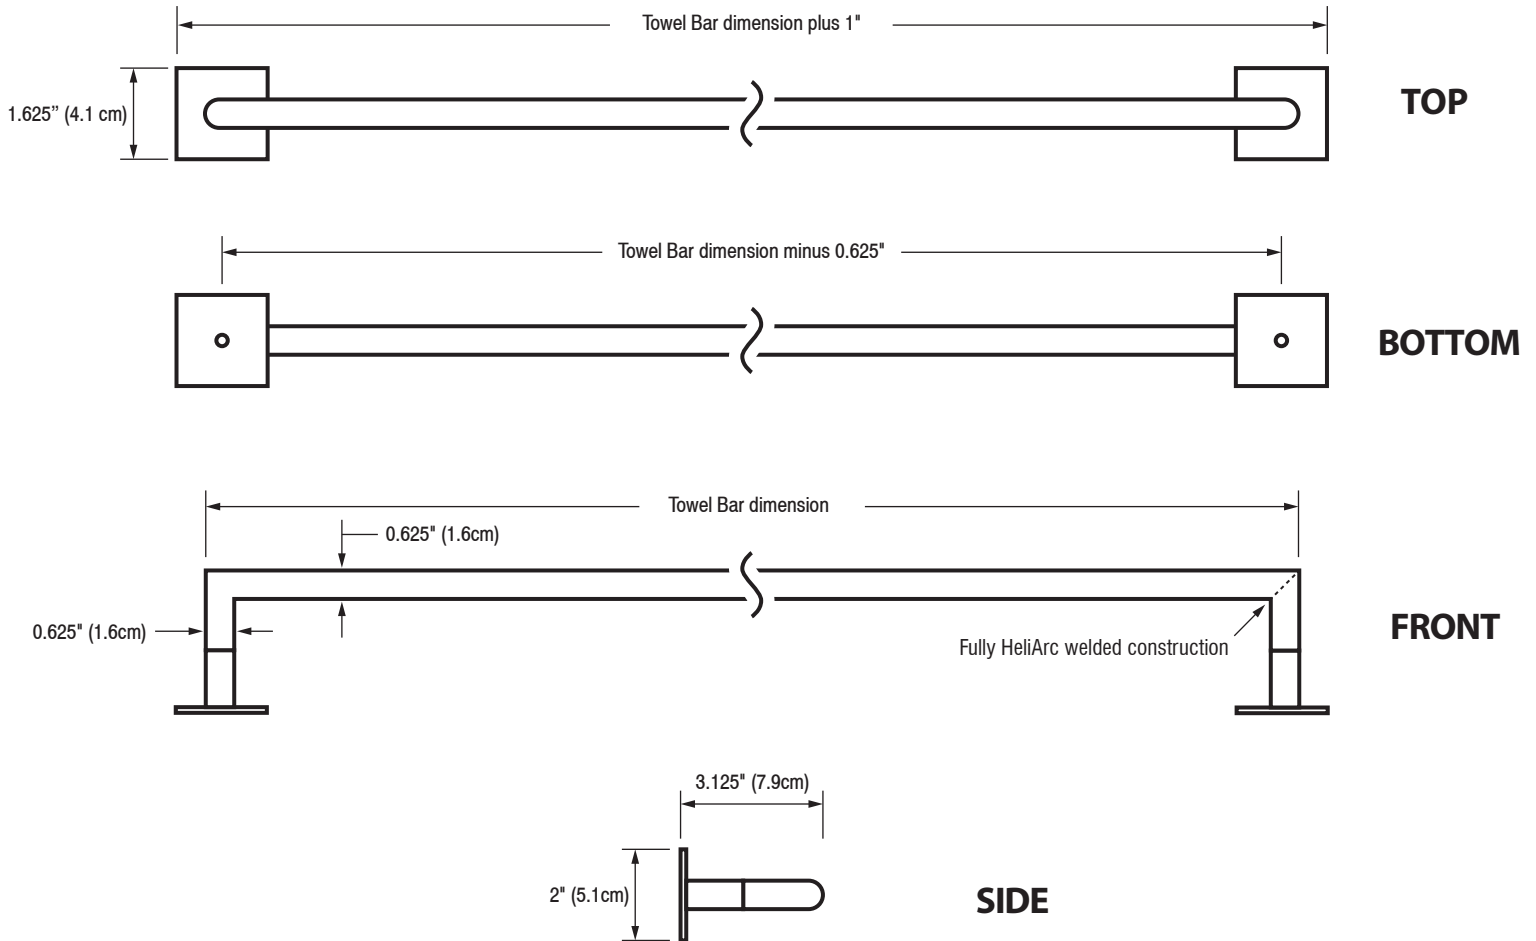 Towel Bar dimension plus 1"
1.625” (4.1 cm)
TOP
Towel Bar dimension minus 0.625"
BOTTOM
Towel Bar dimension
0.625" (1.6cm)
0.625" (1.6cm)
Fully HeliArc welded construction
FRONT
3.125" (7.9cm)
2" (5.1cm)
SIDE